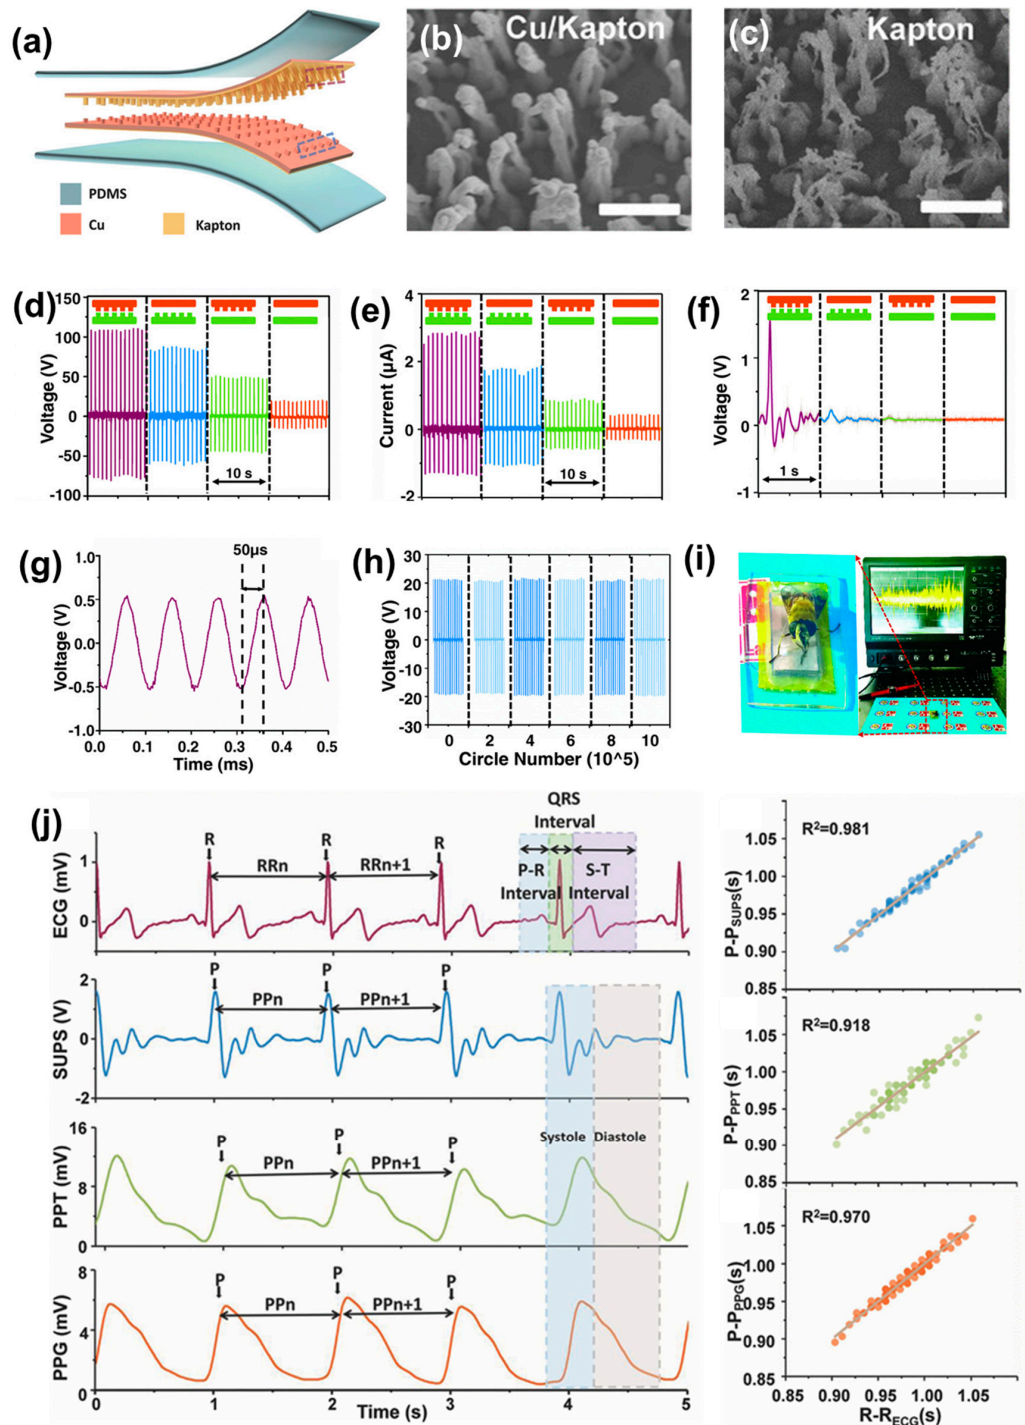 (a)
PDMS
Cu
Kapton
(b)
Cu/Kapton
(c)
Kapton
(d)
Voltage (V)
150
100
50
0
-50
-100
10 s
(e)
Current (μA)
4
2
0
-2
10 s
(f)
Voltage (V)
2
1
0
-1
1 s
(g)
50μs
Voltage (V)
1.0
0.5
0.0
-0.5
-1.0
0.0 0.1 0.2 0.3 0.4 0.5
Time (ms)
(h)
Voltage (V)
30
20
10
0
-10
-20
-30
0 2 4 6 8 10
Circle Number (10^5)
(i)
(j)
QRS
Interval
P-R
Interval
S-T
Interval
R R R
RRn RRn+1
ECG (mV)
1
0
P P P
PPn PPn+1
SUPS (V)
2
0
-2
Systole Diastole
P P P
PPn PPn+1
PPT (mV)
16
8
0
P P P
PPn PPn+1
PPG (mV)
8
4
0
0 1 2 3 4 5
Time (s)
R²=0.981
P-PSUPS(s)
1.05
1.00
0.95
0.90
0.85
R²=0.918
P-PPPT(s)
1.05
1.00
0.95
0.90
0.85
R²=0.970
P-PPPG(s)
1.05
1.00
0.95
0.90
0.85
0.85 0.90 0.95 1.00 1.05
R-RECG(s)